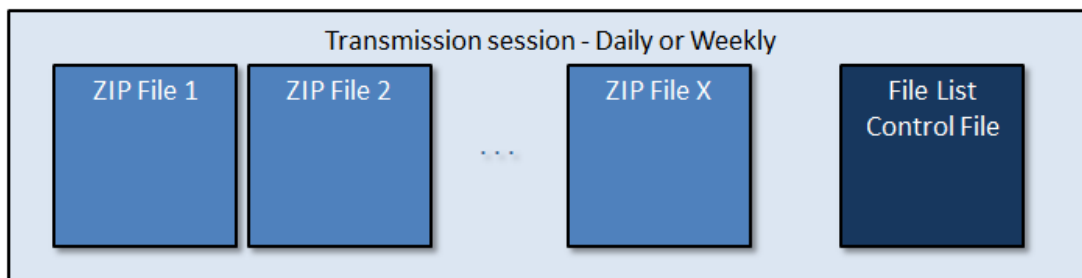 Transmission session - Daily or Weekly
ZIP File 1
ZIP File 2
...
ZIP File X
File List
Control File